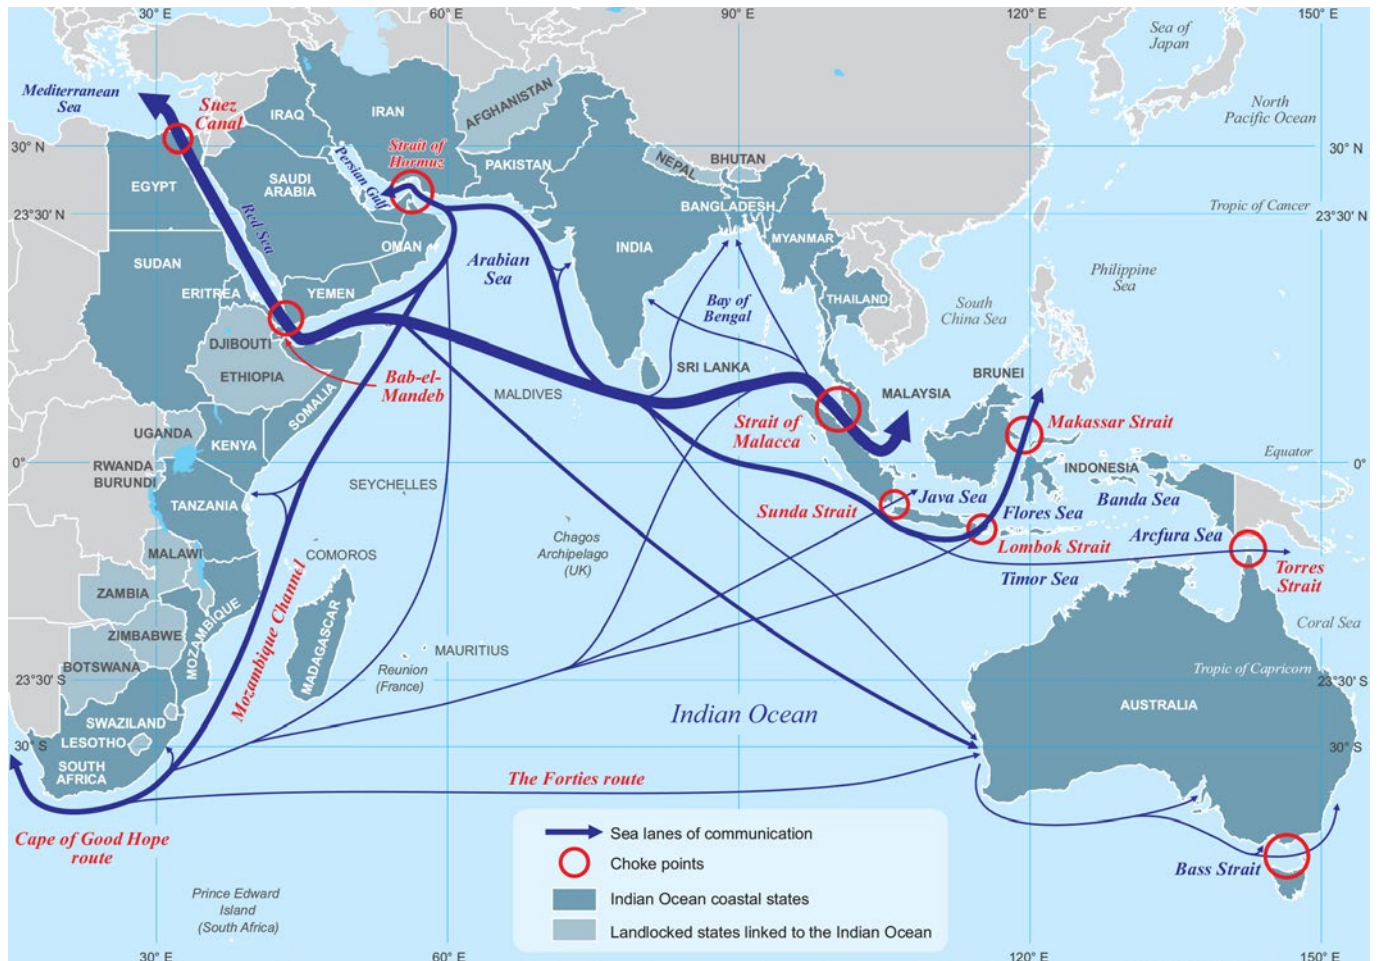 30° E
60° E
90° E
120° E
150° E
Sea of
Japan
Mediterranean
Sea
Suez
Canal
IRAQ
IRAN
AFGHANISTAN
North
Pacific Ocean
30° N
30° N
Strait of
Hormuz
Persian Gulf
PAKISTAN
NEPAL
BHUTAN
EGYPT
SAUDI
ARABIA
23°30' N
BANGLADESH
Tropic of Cancer
23°30' N
Red Sea
OMAN
INDIA
MYANMAR
SUDAN
Arabian
Sea
Philippine
Sea
ERITREA
YEMEN
Bay of
Bengal
THAILAND
South
China Sea
DJIBOUTI
ETHIOPIA
Bab-el-
Mandeb
SRI LANKA
BRUNEI
MALDIVES
MALAYSIA
SOMALIA
Strait of
Malacca
Makassar Strait
UGANDA
KENYA
0°
RWANDA
BURUNDI
INDONESIA
Equator
0°
SEYCHELLES
TANZANIA
Sunda Strait
Java Sea
Banda Sea
Flores Sea
Chagos
Archipelago
(UK)
Arcfura Sea
Lombok Strait
COMOROS
MALAWI
Timor Sea
Torres
Strait
ZAMBIA
MOZAMBIQUE
Mozambique Channel
MADAGASCAR
Coral Sea
ZIMBABWE
MAURITIUS
BOTSWANA
Reunion
(France)
Tropic of Capricorn
23°30' S
23°30' S
AUSTRALIA
SWAZILAND
Indian Ocean
LESOTHO
30° S
30° S
SOUTH
AFRICA
The Forties route
Cape of Good Hope
route
Sea lanes of communication
Choke points
Bass Strait
Prince Edward
Island
(South Africa)
Indian Ocean coastal states
Landlocked states linked to the Indian Ocean
30° E
60° E
120° E
150° E